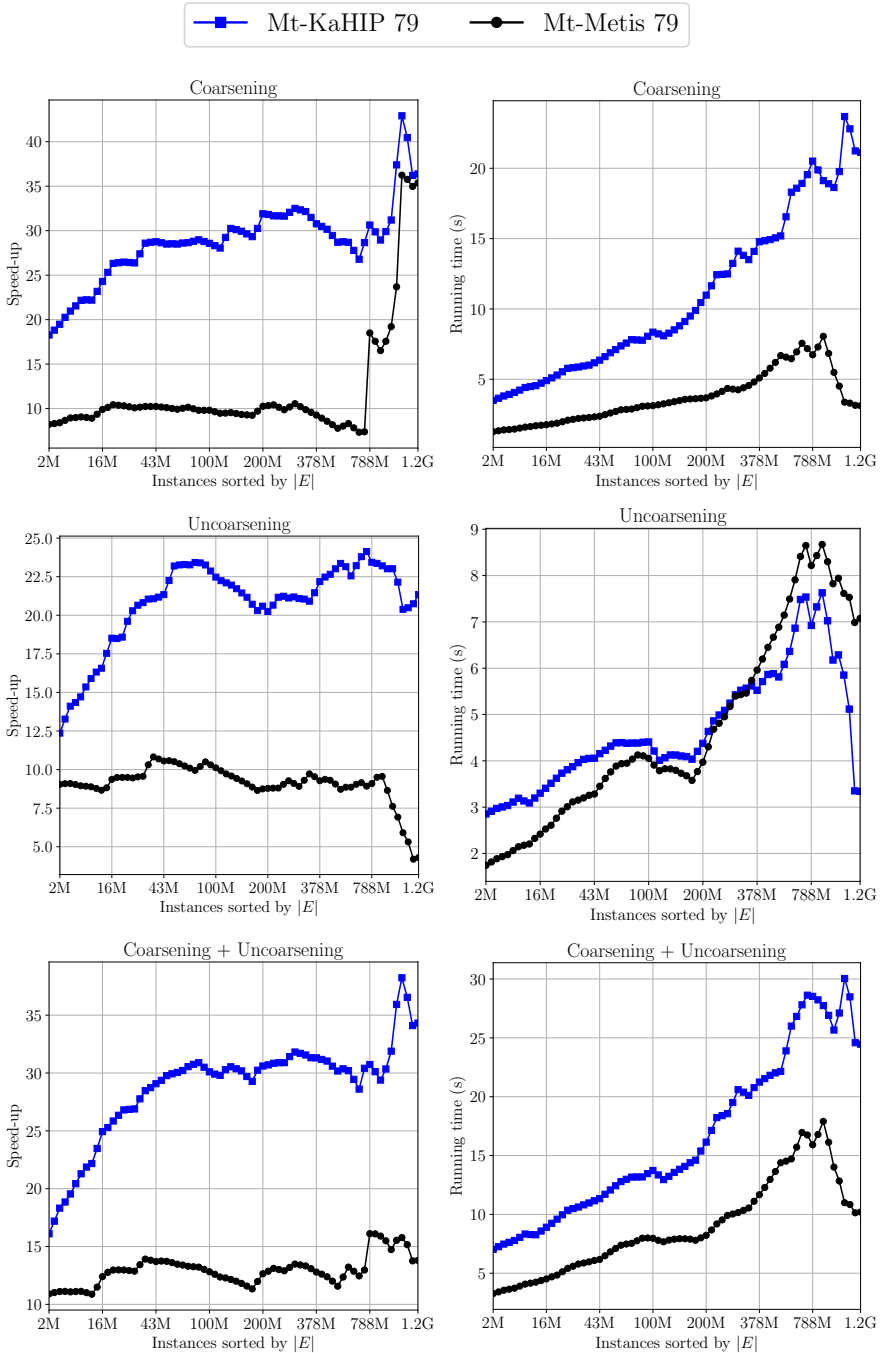 Mt-KaHIP 79 Mt-Metis 79
Coarsening
Speed-up
40
35
30
25
20
15
10
2M 16M 43M 100M 200M 378M 788M 1.2G
Instances sorted by |E|
Coarsening
Running time (s)
20
15
10
5
2M 16M 43M 100M 200M 378M 788M 1.2G
Instances sorted by |E|
Uncoarsening
Speed-up
25.0
22.5
20.0
17.5
15.0
12.5
10.0
7.5
5.0
2M 16M 43M 100M 200M 378M 788M 1.2G
Instances sorted by |E|
Uncoarsening
Running time (s)
9
8
7
6
5
4
3
2
2M 16M 43M 100M 200M 378M 788M 1.2G
Instances sorted by |E|
Coarsening + Uncoarsening
Speed-up
35
30
25
20
15
10
2M 16M 43M 100M 200M 378M 788M 1.2G
Instances sorted by |E|
Coarsening + Uncoarsening
Running time (s)
30
25
20
15
10
5
2M 16M 43M 100M 200M 378M 788M 1.2G
Instances sorted by |E|